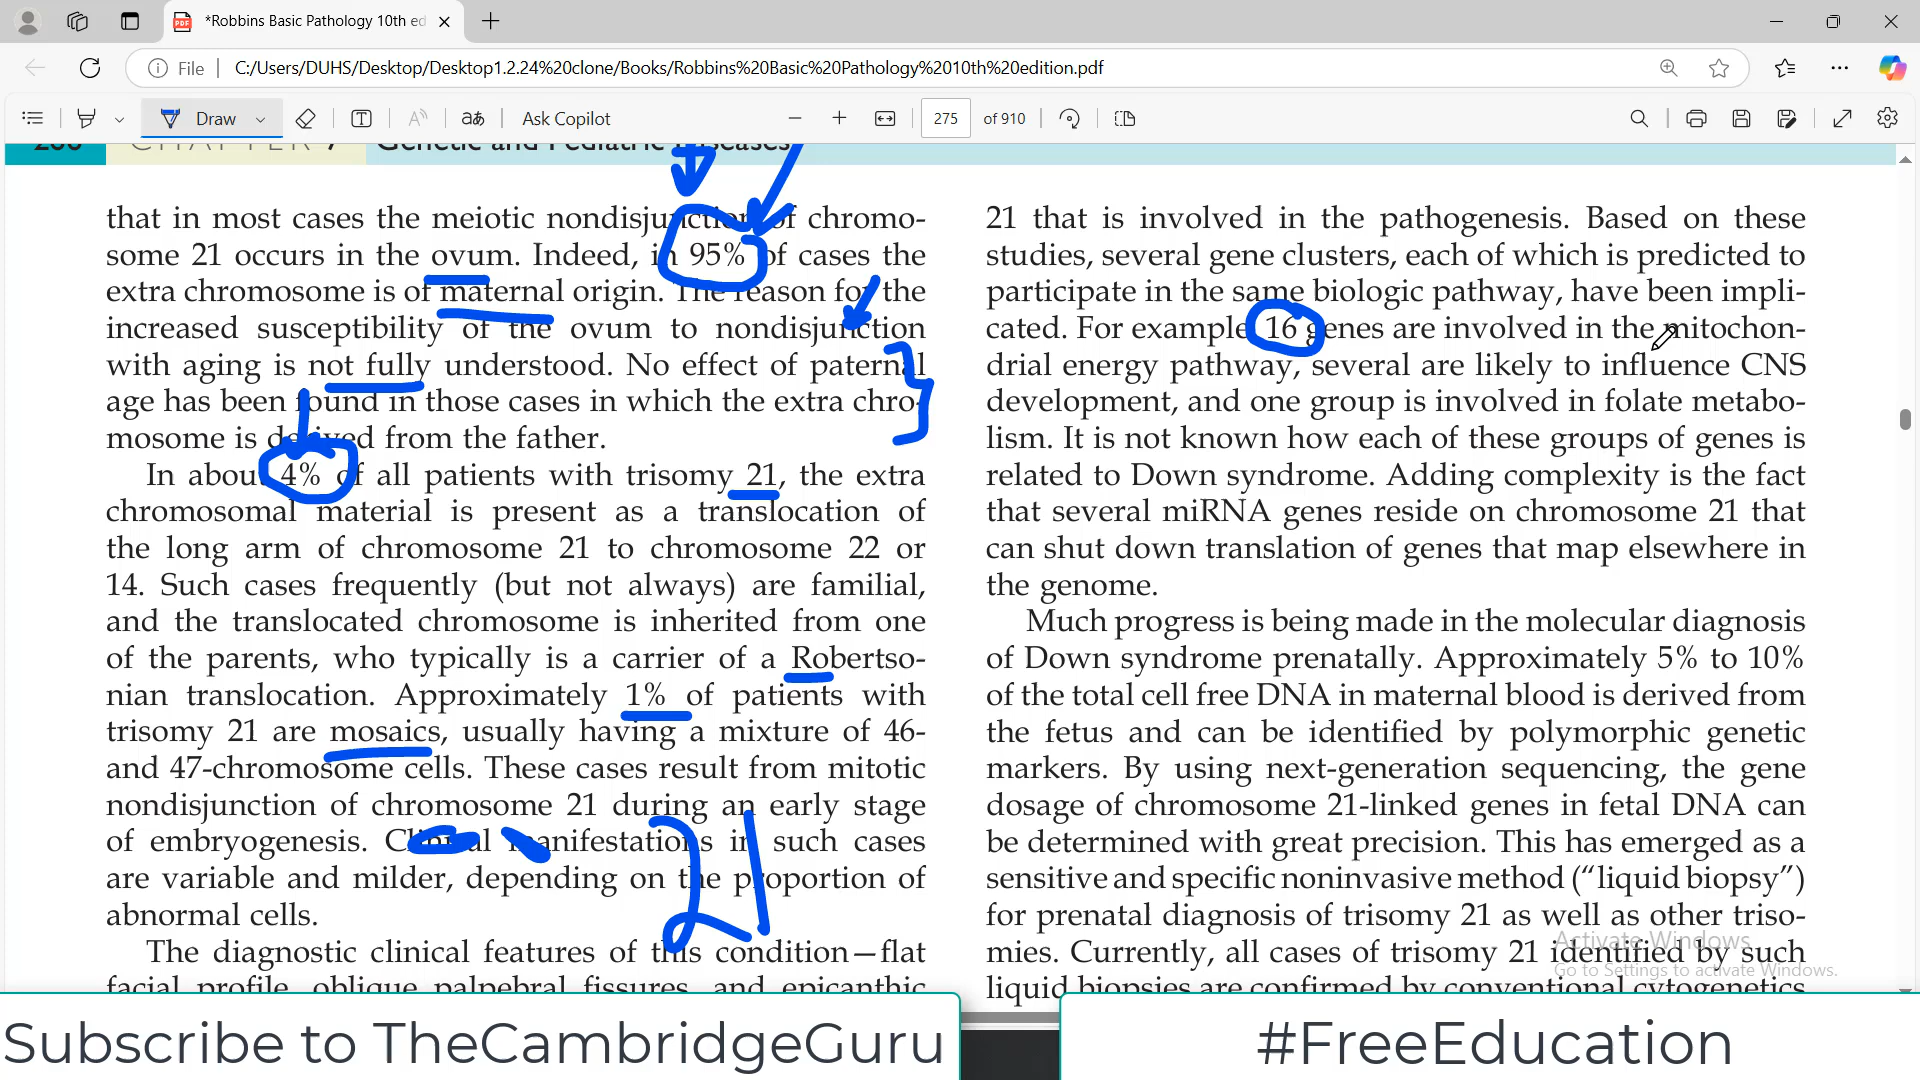 *Robbins Basic Pathology 10th ed
File
C:/Users/DUHS/Desktop/Desktop1.2.24%20clone/Books/Robbins%20Basic%20Pathology%2010th%20edition.pdf
Draw
Ask Copilot
275 of 910
CHAPTER 7 Genetic and Pediatric Diseases
that in most cases the meiotic nondisjunction of chromo-
some 21 occurs in the ovum. Indeed, in 95% of cases the
extra chromosome is of maternal origin. The reason for the
increased susceptibility of the ovum to nondisjunction
with aging is not fully understood. No effect of paternal
age has been found in those cases in which the extra chro-
mosome is derived from the father.
In about 4% of all patients with trisomy 21, the extra
chromosomal material is present as a translocation of
the long arm of chromosome 21 to chromosome 22 or
14. Such cases frequently (but not always) are familial,
and the translocated chromosome is inherited from one
of the parents, who typically is a carrier of a Robertso-
nian translocation. Approximately 1% of patients with
trisomy 21 are mosaics, usually having a mixture of 46-
and 47-chromosome cells. These cases result from mitotic
nondisjunction of chromosome 21 during an early stage
of embryogenesis. Clinical manifestations in such cases
are variable and milder, depending on the proportion of
abnormal cells.
21
The diagnostic clinical features of this condition—flat
facial profile, oblique palpebral fissures, and epicanthic
21 that is involved in the pathogenesis. Based on these
studies, several gene clusters, each of which is predicted to
participate in the same biologic pathway, have been impli-
cated. For example, 16 genes are involved in the mitochon-
drial energy pathway, several are likely to influence CNS
development, and one group is involved in folate metabo-
lism. It is not known how each of these groups of genes is
related to Down syndrome. Adding complexity is the fact
that several miRNA genes reside on chromosome 21 that
can shut down translation of genes that map elsewhere in
the genome.
Much progress is being made in the molecular diagnosis
of Down syndrome prenatally. Approximately 5% to 10%
of the total cell free DNA in maternal blood is derived from
the fetus and can be identified by polymorphic genetic
markers. By using next-generation sequencing, the gene
dosage of chromosome 21-linked genes in fetal DNA can
be determined with great precision. This has emerged as a
sensitive and specific noninvasive method (“liquid biopsy”)
for prenatal diagnosis of trisomy 21 as well as other triso-
mies. Currently, all cases of trisomy 21 identified by such
liquid biopsies are confirmed by conventional cytogenetics
Activate Windows
Go to Settings to activate Windows.
Subscribe to TheCambridgeGuru
#FreeEducation